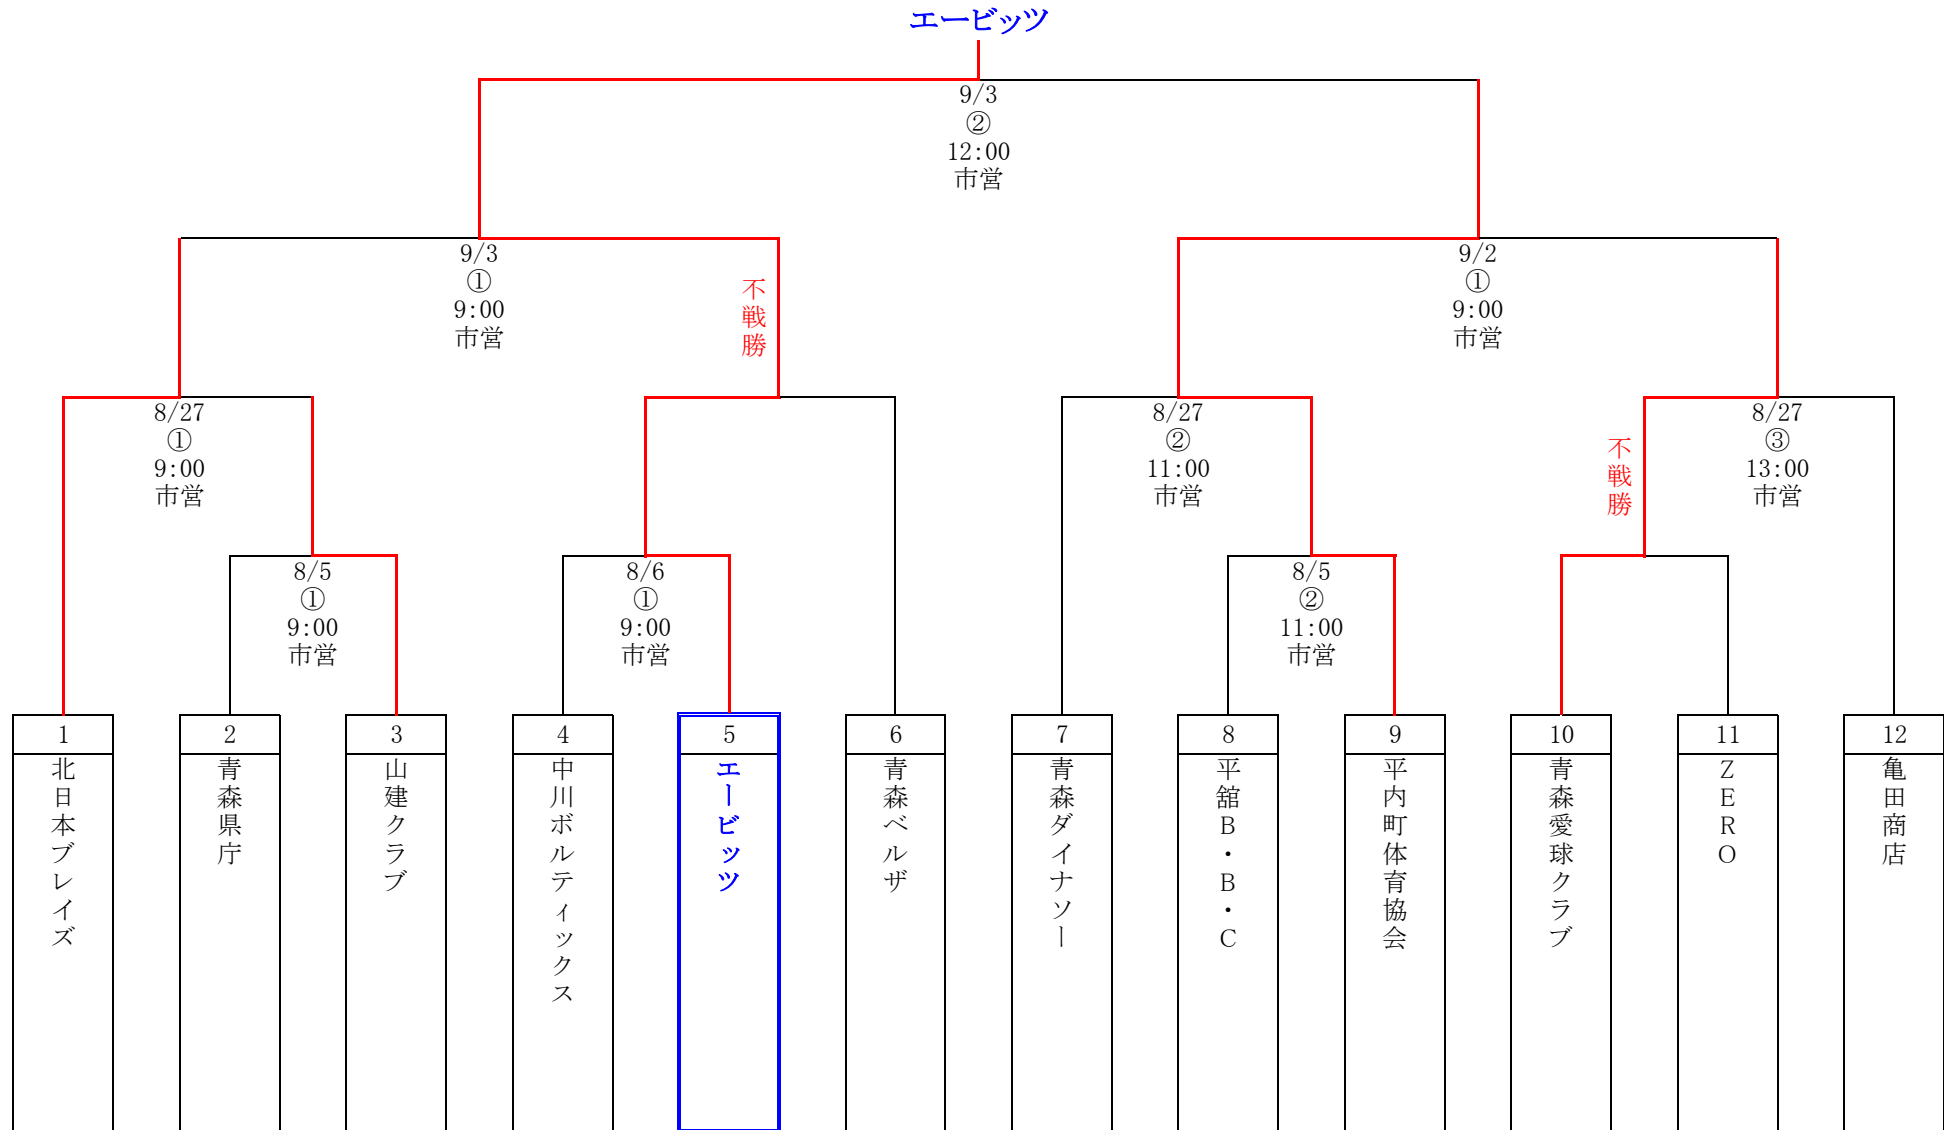 エービッツ
9/3
②
12:00
市営
9/3
①
9:00
市営
不戦勝
9/2
①
9:00
市営
8/27
①
9:00
市営
8/27
②
11:00
市営
不戦勝
8/27
③
13:00
市営
8/5
①
9:00
市営
8/6
①
9:00
市営
8/5
②
11:00
市営
1
北日本ブレイズ
2
青森県庁
3
山建クラブ
4
中川ボルティックス
5
エービッツ
6
青森ベルザ
7
青森ダイナソー
8
平舘B・B・C
9
平内町体育協会
10
青森愛球クラブ
11
ZERO
12
亀田商店